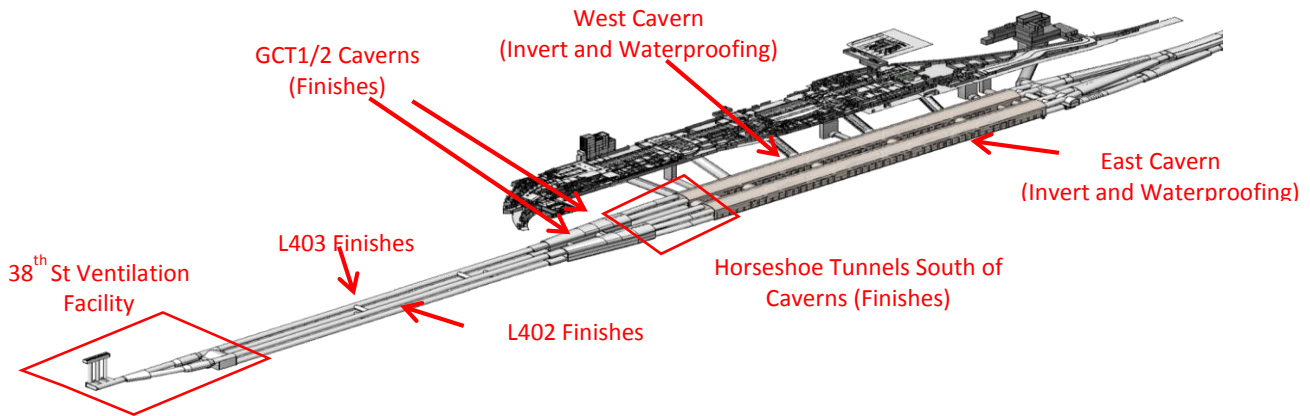 West Cavern
(Invert and Waterproofing)
GCT1/2 Caverns
(Finishes)
East Cavern
(Invert and Waterproofing)
L403 Finishes
38th St Ventilation
Facility
Horseshoe Tunnels South of
Caverns (Finishes)
L402 Finishes